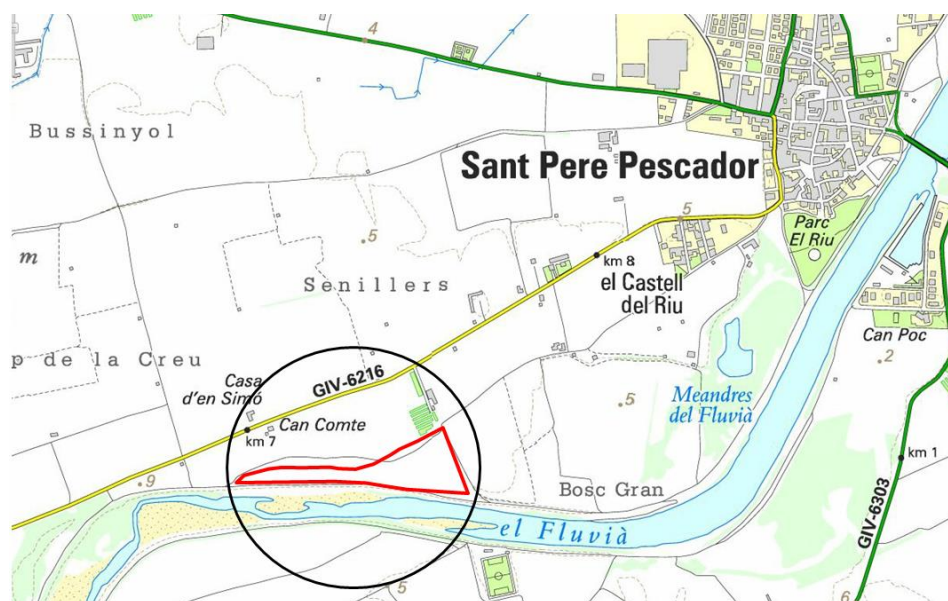 4
Bussinyol
Sant Pere Pescador
5
Parc
El Riu
5
m
km 8
Senillers
el Castell
del Riu
Can Poc
2
p de la Creu
GIV-6216
Casa
d'en Simó
Meandres
del Fluvià
5
Can Comte
km 7
km 1
9
Bosc Gran
GIV-6303
el Fluvià
5
6